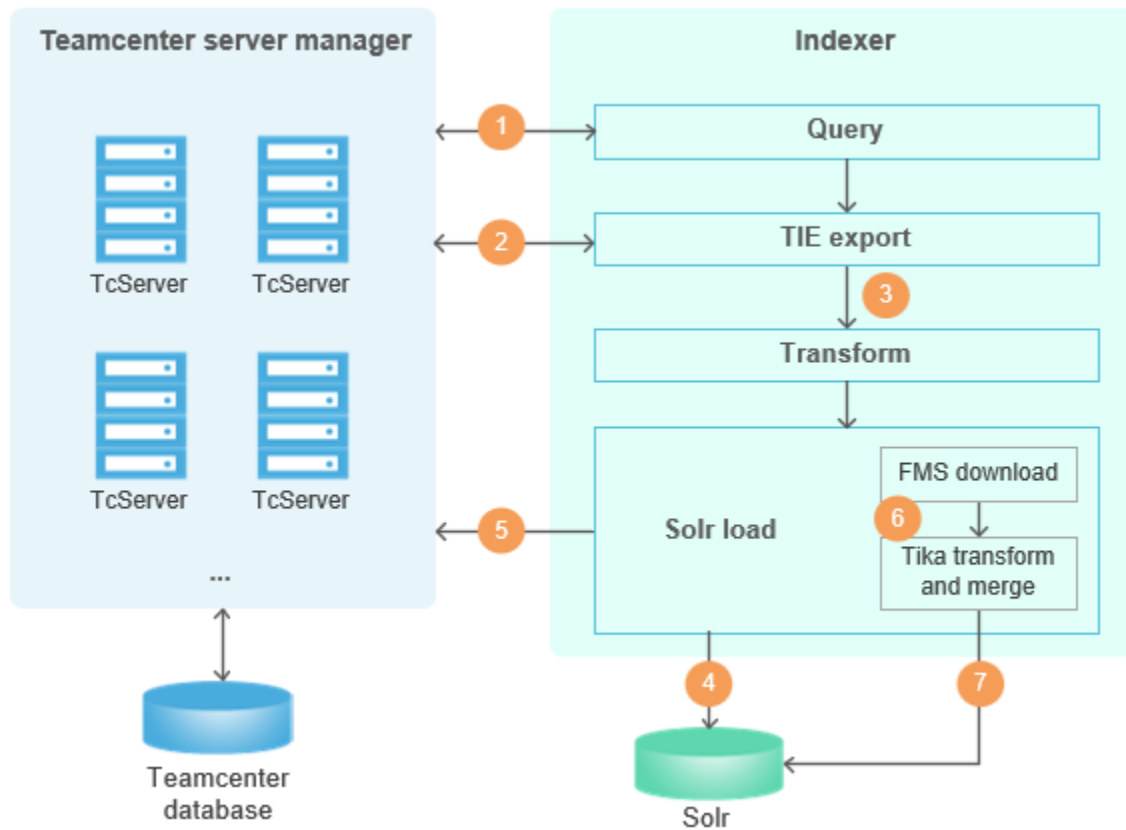 Teamcenter server manager
TcServer
TcServer
TcServer
TcServer
...
Teamcenter
database
1
2
5
Indexer
Query
TIE export
3
Transform
Solr load
FMS download
6
Tika transform
and merge
4
7
Solr